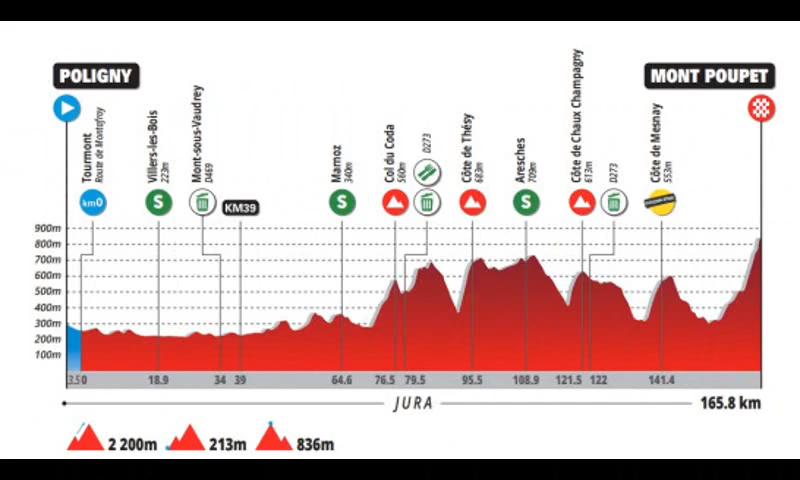 POLIGNY
MONT POUPET
Tourmont
Route de Montafroy
Villers-les-Bois
223m
Mont-sous-Vaudrey
D469
KM39
Mamoz
340m
Col du Coda
560m
D273
Côte de Thésy
683m
Aresches
709m
Côte de Chaux Champagny
613m
D273
Côte de Mesnay
553m
km0
S
S
S
900m
800m
700m
600m
500m
400m
300m
200m
100m
3.5 0 18.9 34 39 64.6 76.5 79.5 95.5 108.9 121.5 122 141.4
JURA
165.8 km
2 200m 213m 836m